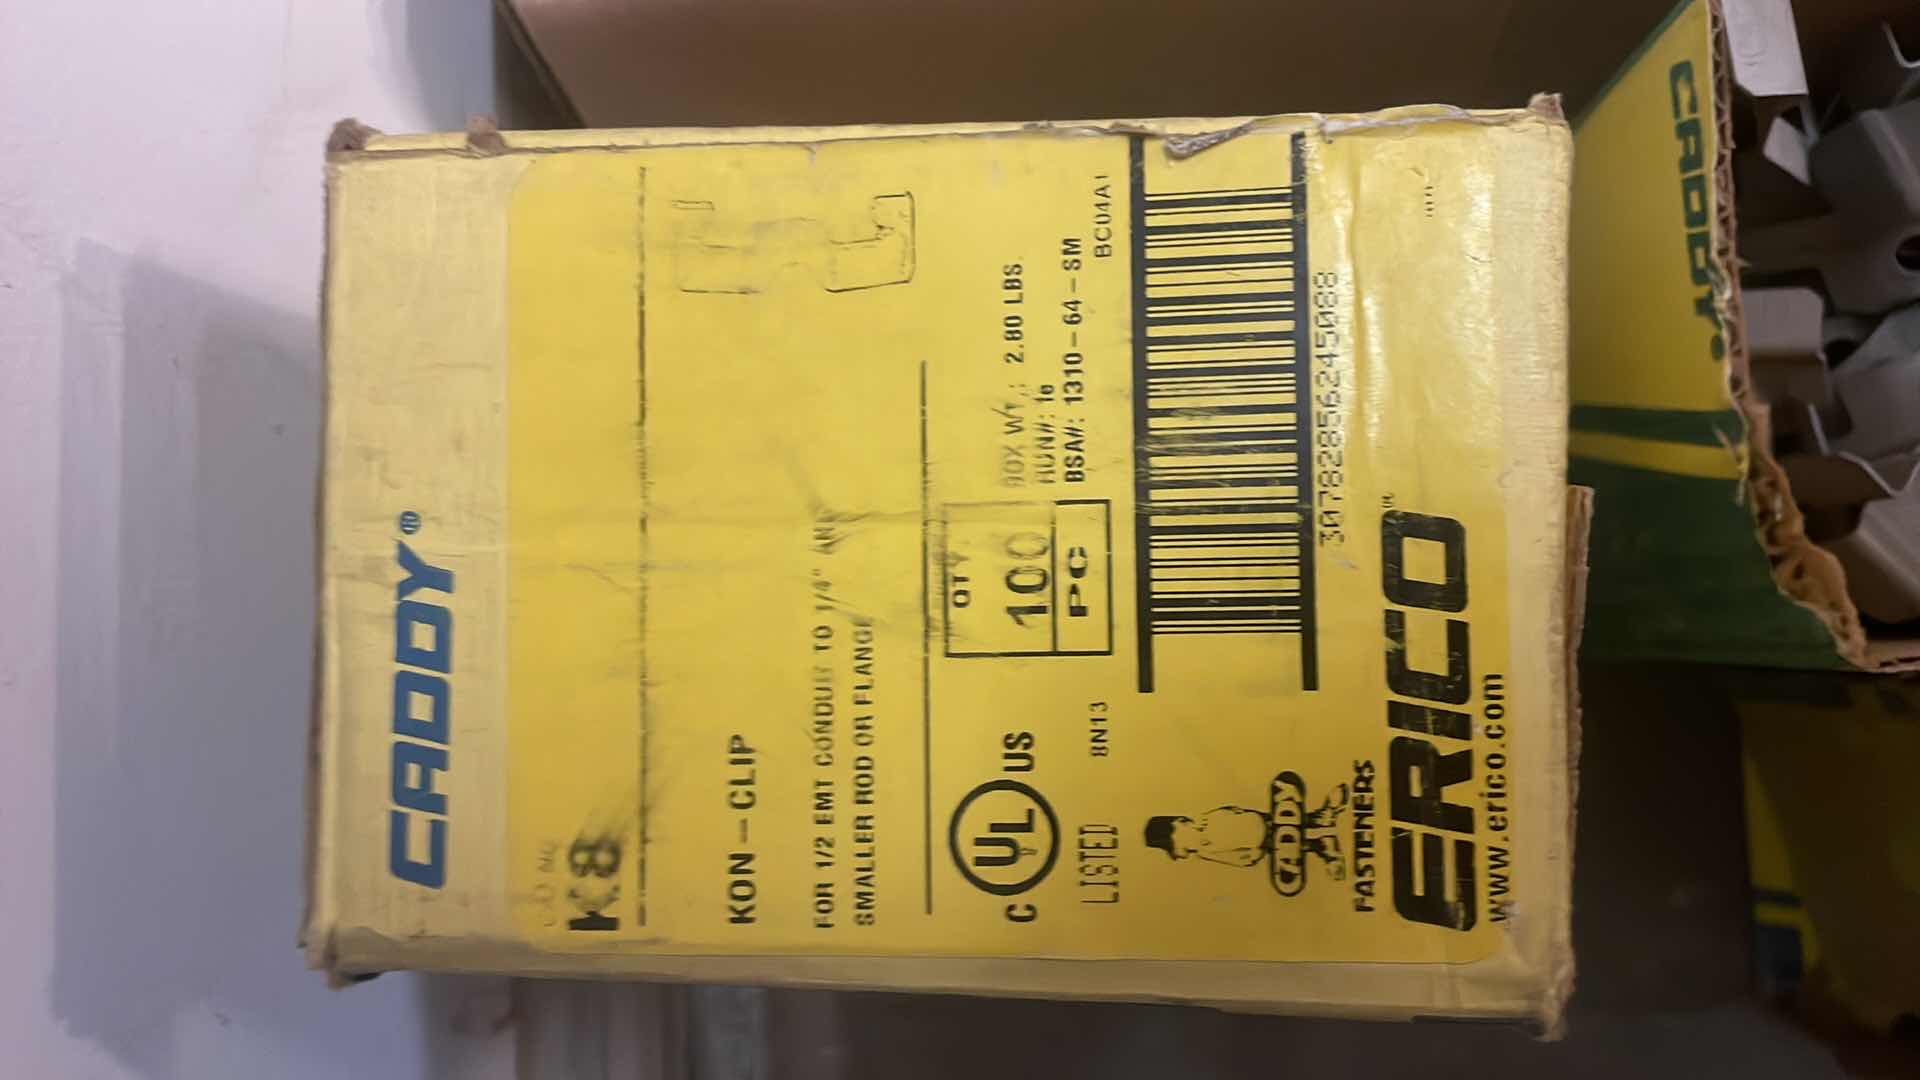 CADDY®
K8
KON-CLIP
FOR 1/2 EMT CONDUIT TO 1/4" AND
SMALLER ROD OR FLANGE
QTY
100
PC
BOX WT.: 2.80 LBS.
RUN#:
BSA#: 1310-64-SM
BC04A1
C UL US
LISTED
8N13
30782856245088
CADDY
FASTENERS
ERICO
www.erico.com
CADDY